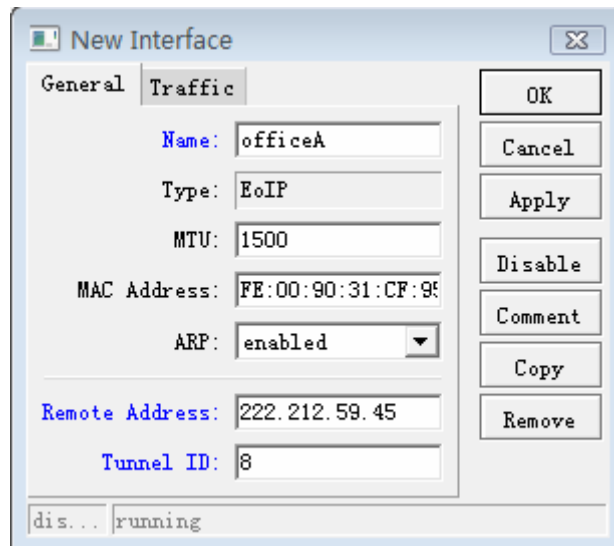 New Interface
General Traffic
Name: officeA
Type: EoIP
MTU: 1500
MAC Address: FE:00:90:31:CF:95
ARP: enabled
Remote Address: 222.212.59.45
Tunnel ID: 8
OK
Cancel
Apply
Disable
Comment
Copy
Remove
dis... running